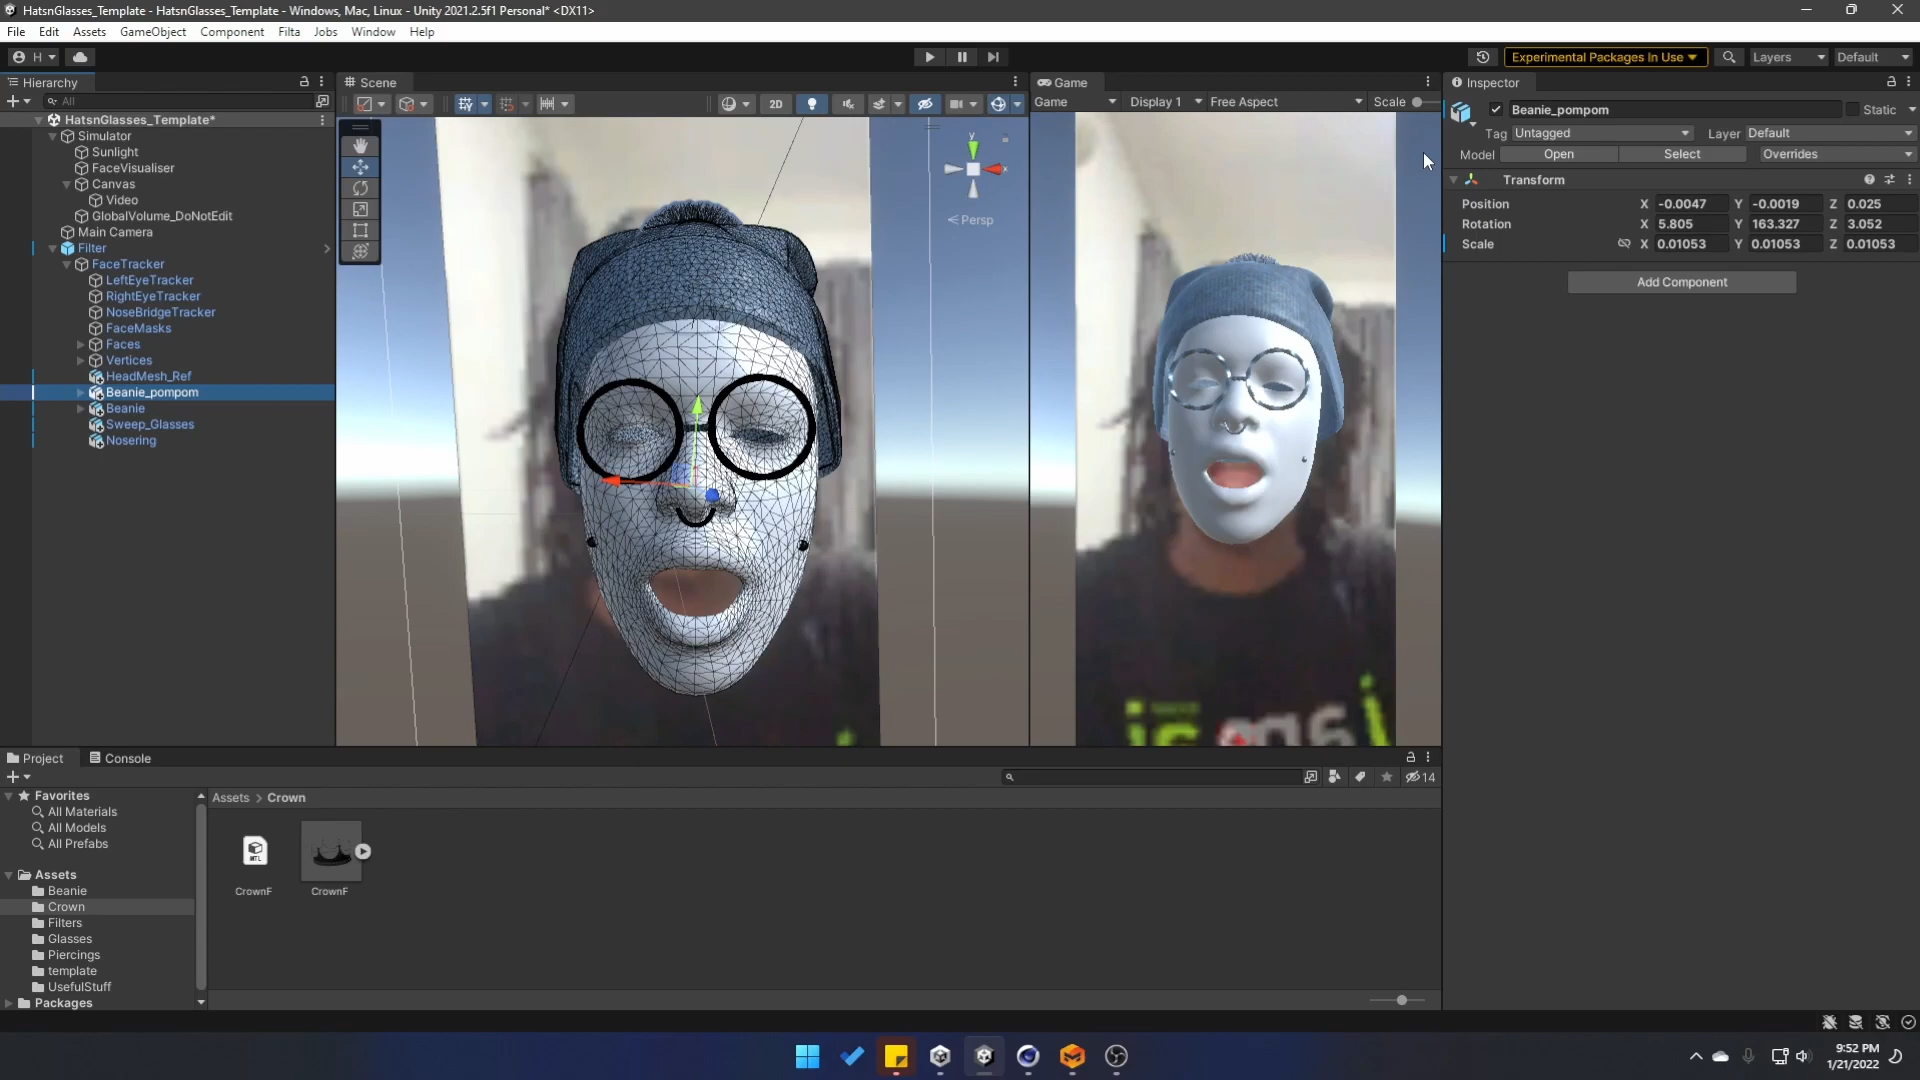 HatsnGlasses_Template - HatsnGlasses_Template - Windows, Mac, Linux - Unity 2021.2.5f1 Personal* <DX11>
File Edit Assets GameObject Component Filta Jobs Window Help
H Experimental Packages In Use Layers Default
Hierarchy
All
HatsnGlasses_Template*
Simulator
Sunlight
FaceVisualiser
Canvas
Video
GlobalVolume_DoNotEdit
Main Camera
Filter
FaceTracker
LeftEyeTracker
RightEyeTracker
NoseBridgeTracker
FaceMasks
Faces
Vertices
HeadMesh_Ref
Beanie_pompom
Beanie
Sweep_Glasses
Nosering
Scene
2D
y
x
Persp
Game
Game Display 1 Free Aspect Scale
Inspector
Beanie_pompom Static
Tag Untagged Layer Default
Model Open Select Overrides
Transform
Position X -0.0047 Y -0.0019 Z 0.025
Rotation X 5.805 Y 163.327 Z 3.052
Scale X 0.01053 Y 0.01053 Z 0.01053
Add Component
Project Console
14
Favorites
All Materials
All Models
All Prefabs
Assets
Beanie
Crown
Filters
Glasses
Piercings
template
UsefulStuff
Packages
Assets > Crown
CrownF CrownF
9:52 PM
1/21/2022